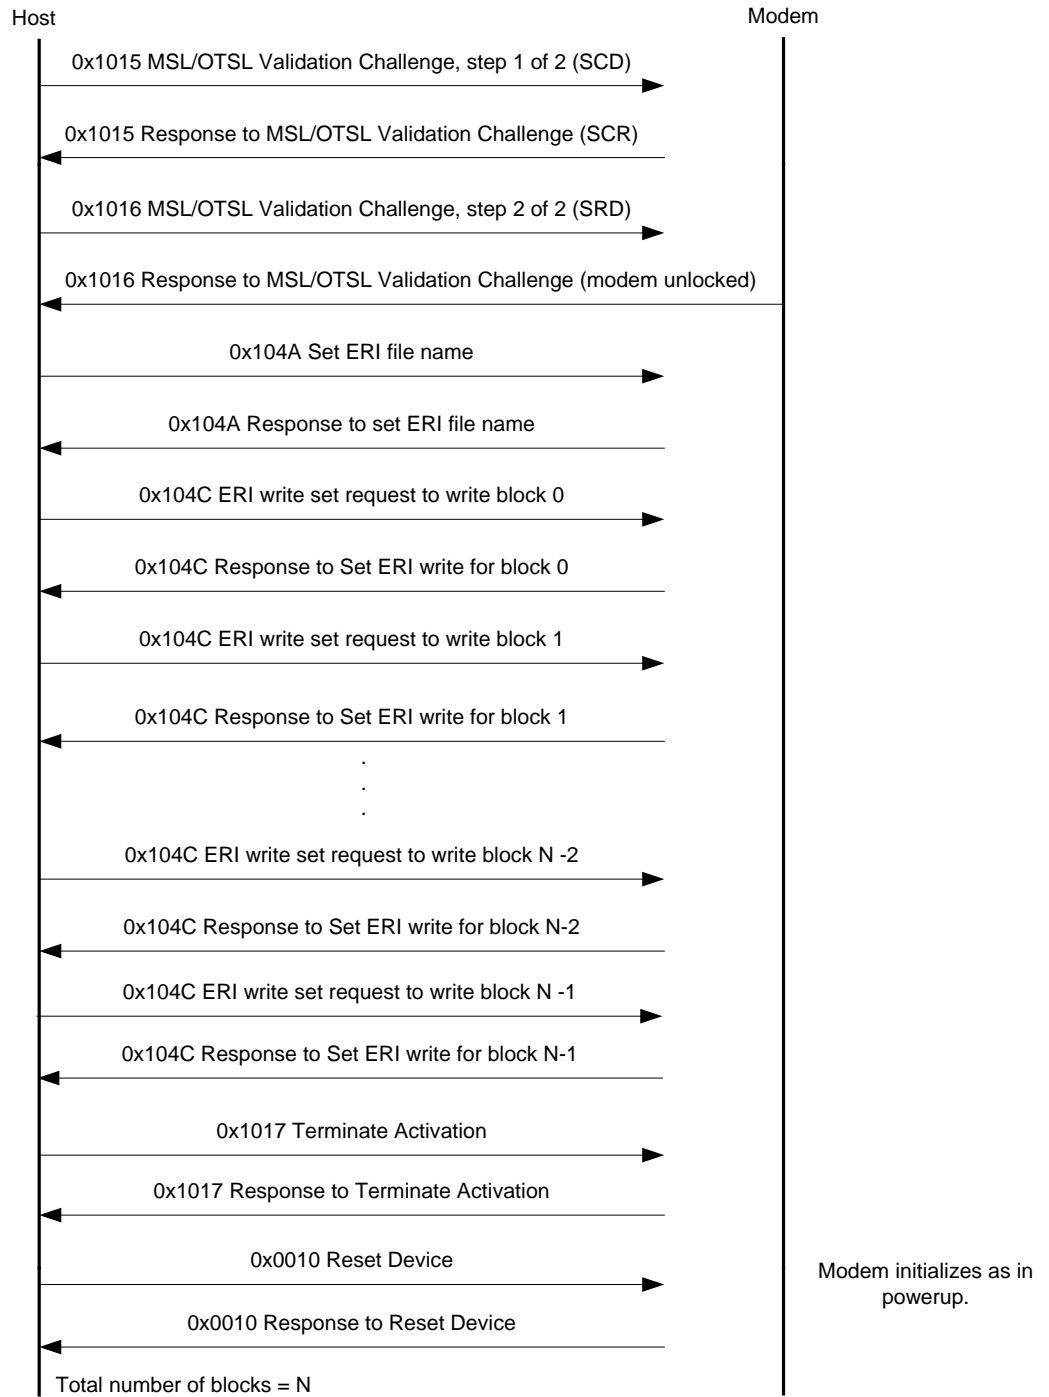 Host
Modem
0x1015 MSL/OTSL Validation Challenge, step 1 of 2 (SCD)
0x1015 Response to MSL/OTSL Validation Challenge (SCR)
0x1016 MSL/OTSL Validation Challenge, step 2 of 2 (SRD)
0x1016 Response to MSL/OTSL Validation Challenge (modem unlocked)
0x104A Set ERI file name
0x104A Response to set ERI file name
0x104C ERI write set request to write block 0
0x104C Response to Set ERI write for block 0
0x104C ERI write set request to write block 1
0x104C Response to Set ERI write for block 1
.
.
.
0x104C ERI write set request to write block N -2
0x104C Response to Set ERI write for block N-2
0x104C ERI write set request to write block N -1
0x104C Response to Set ERI write for block N-1
0x1017 Terminate Activation
0x1017 Response to Terminate Activation
0x0010 Reset Device
Modem initializes as in
powerup.
0x0010 Response to Reset Device
Total number of blocks = N